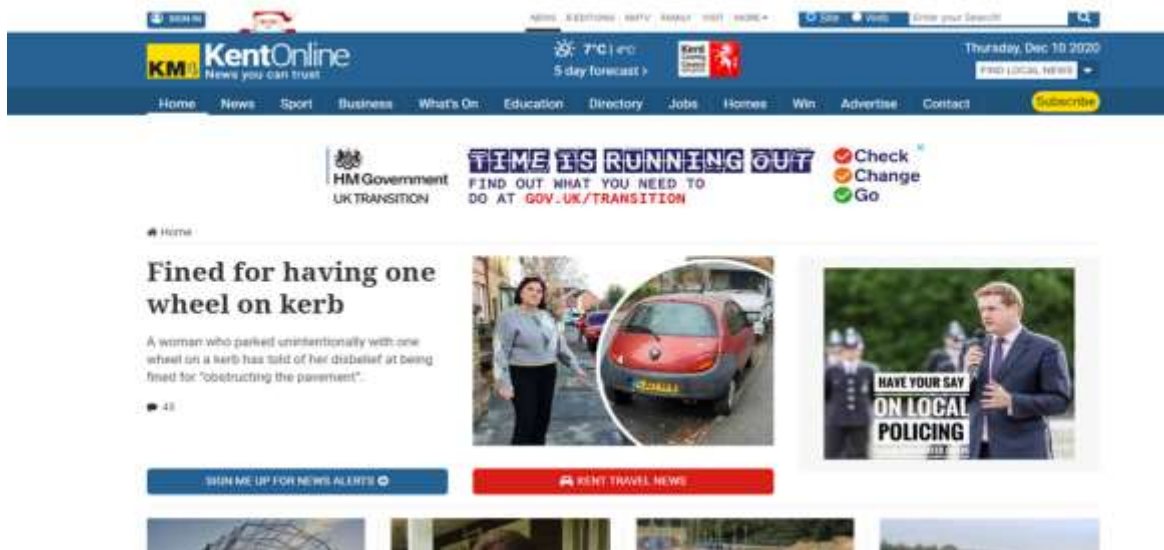 SIGN IN
NEWS
VISIT
MORE
Site
Web
Enter your Search
KM
KentOnline
News you can trust
7°C | 4°C
5 day forecast >
Kent
County
Council
Thursday, Dec 10 2020
FIND LOCAL NEWS
Home News Sport Business What's On Education Directory Jobs Homes Win Advertise Contact Subscribe
HM Government
UK TRANSITION
TIME IS RUNNING OUT
FIND OUT WHAT YOU NEED TO
DO AT GOV.UK/TRANSITION
Check
Change
Go
Home
Fined for having one
wheel on kerb
A woman who parked unintentionally with one
wheel on a kerb has told of her disbelief at being
fined for "obstructing the pavement".
HAVE YOUR SAY
ON LOCAL
POLICING
SIGN ME UP FOR NEWS ALERTS
KENT TRAVEL NEWS